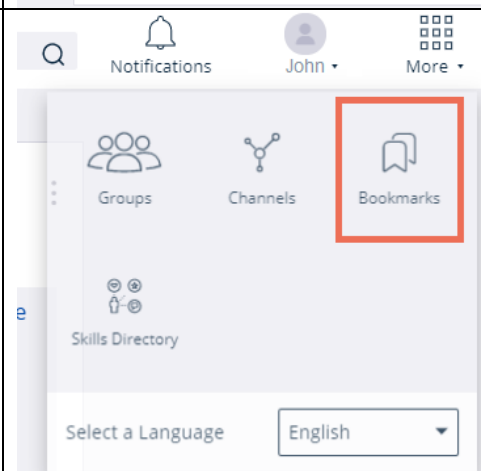 Notifications
John
More
Groups
Channels
Bookmarks
e
Skills Directory
Select a Language
English